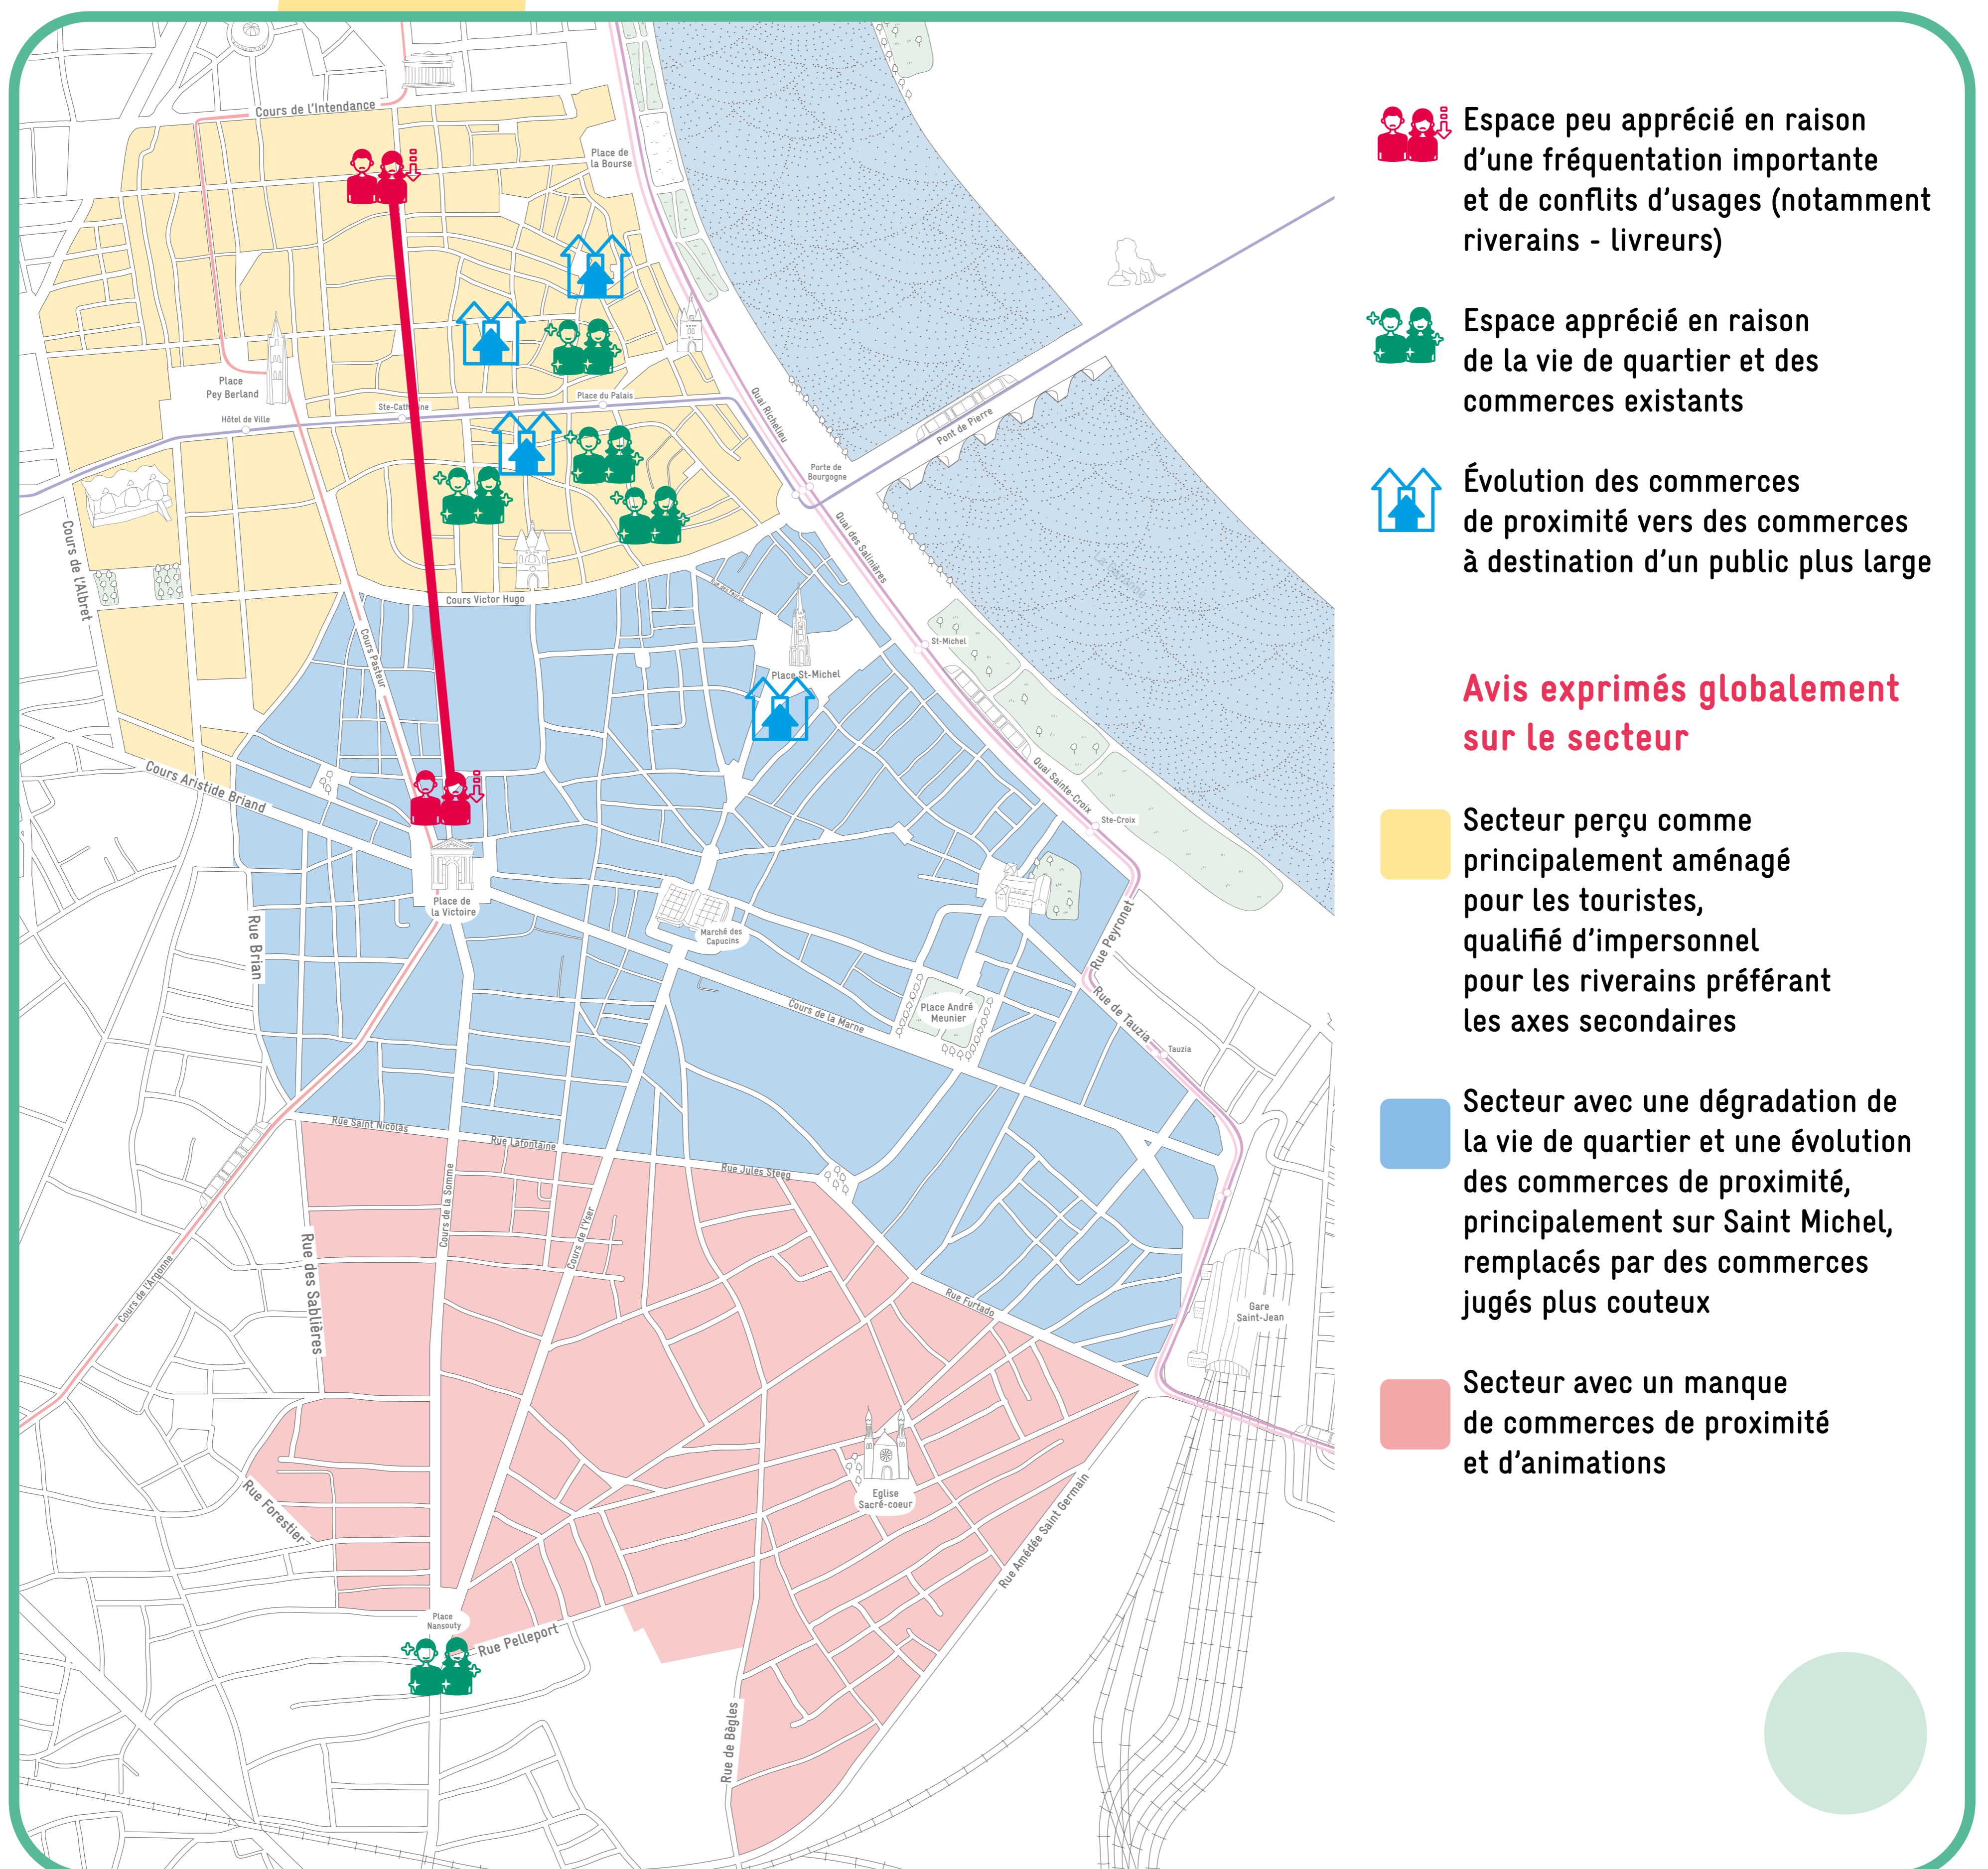 Cours de l'Intendance
Place de
la Bourse
Place
Pey Berland
Hôtel de Ville
Place du Palais
Quai Richelieu
Pont de Pierre
Porte de
Bourgogne
Quai des Salinières
Cours de l'Albret
Cours Victor Hugo
Cours Pasteur
St-Michel
Place St-Michel
Quai Sainte-Croix
Ste-Croix
Cours Aristide Briand
Place de
la Victoire
Marché des
Capucins
Rue Brian
Rue Peyronnet
Cours de la Marne
Place André
Meunier
Rue de Tauzia
Tauzia
Rue Saint Nicolas
Rue Lafontaine
Rue Jules Steeg
Cours de la Somme
Cours de l'Yser
Rue des Sablières
Cours de l'Argonne
Rue Furtado
Gare
Saint-Jean
Eglise
Sacré-coeur
Rue Forestier
Rue Amédée Saint Germain
Place
Nansouty
Rue Pelleport
Rue de Bègles
Espace peu apprécié en raison
d'une fréquentation importante
et de conflits d'usages (notamment
riverains - livreurs)
Espace apprécié en raison
de la vie de quartier et des
commerces existants
Évolution des commerces
de proximité vers des commerces
à destination d'un public plus large
Avis exprimés globalement
sur le secteur
Secteur perçu comme
principalement aménagé
pour les touristes,
qualifié d'impersonnel
pour les riverains préférant
les axes secondaires
Secteur avec une dégradation de
la vie de quartier et une évolution
des commerces de proximité,
principalement sur Saint Michel,
remplacés par des commerces
jugés plus couteux
Secteur avec un manque
de commerces de proximité
et d'animations